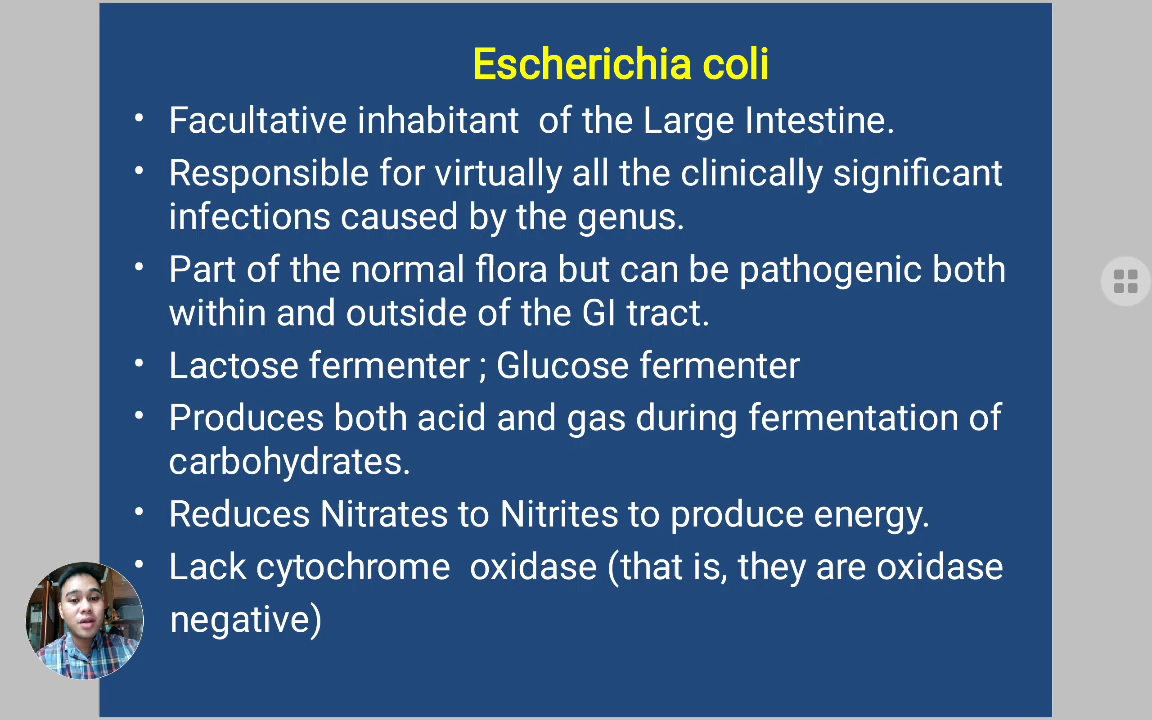 Escherichia coli
• Facultative inhabitant of the Large Intestine.
• Responsible for virtually all the clinically significant
infections caused by the genus.
• Part of the normal flora but can be pathogenic both
within and outside of the GI tract.
• Lactose fermenter ; Glucose fermenter
• Produces both acid and gas during fermentation of
carbohydrates.
• Reduces Nitrates to Nitrites to produce energy.
• Lack cytochrome oxidase (that is, they are oxidase
negative)